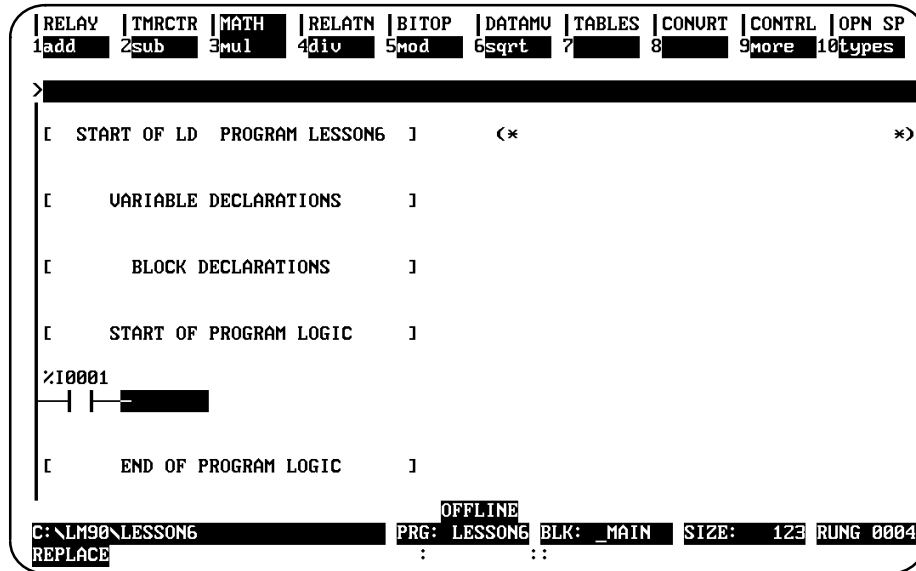 |RELAY |TMRCTR |MATH |RELATN |BITOP |DATAMV |TABLES |CONVRT |CONTRL |OPN SP
1add 2sub 3mul 4div 5mod 6sqrt 7 8 9more 10types
>
[ START OF LD PROGRAM LESSON6 ] (* *)
[ VARIABLE DECLARATIONS ]
[ BLOCK DECLARATIONS ]
[ START OF PROGRAM LOGIC ]
%I0001
[ END OF PROGRAM LOGIC ]
OFFLINE
C:\LM90\LESSON6 PRG: LESSON6 BLK: _MAIN SIZE: 123 RUNG 0004
REPLACE : ::